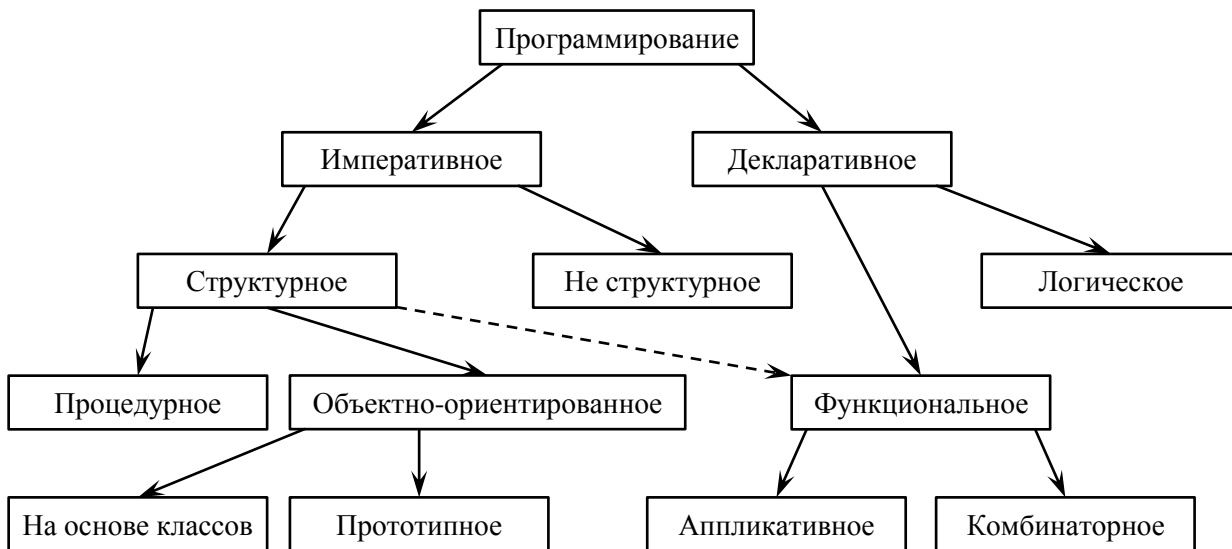 Программирование
Императивное
Декларативное
Структурное
Не структурное
Логическое
Процедурное
Объектно-ориентированное
Функциональное
На основе классов
Прототипное
Аппликативное
Комбинаторное